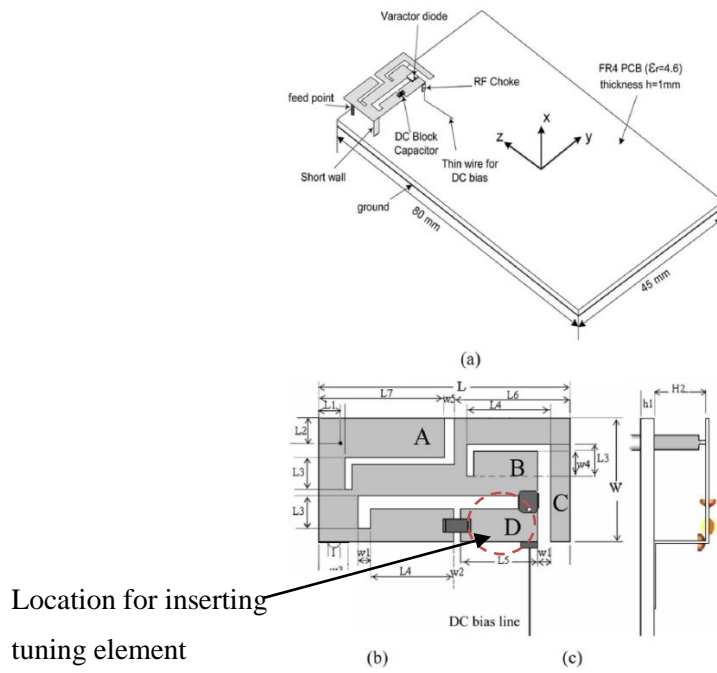 Varactor diode
RF Choke
FR4 PCB (εr=4.6)
thickness h=1mm
feed point
DC Block
Capacitor
Thin wire for
DC bias
Short wall
ground
x
y
z
80 mm
45 mm
(a)
L
L7
L6
L1
w5
L4
L2
A
L3
B
w4
L3
C
W
L3
D
w1
L4
w2
L5
w1
h1
H2
DC bias line
Location for inserting
tuning element
(b)
(c)